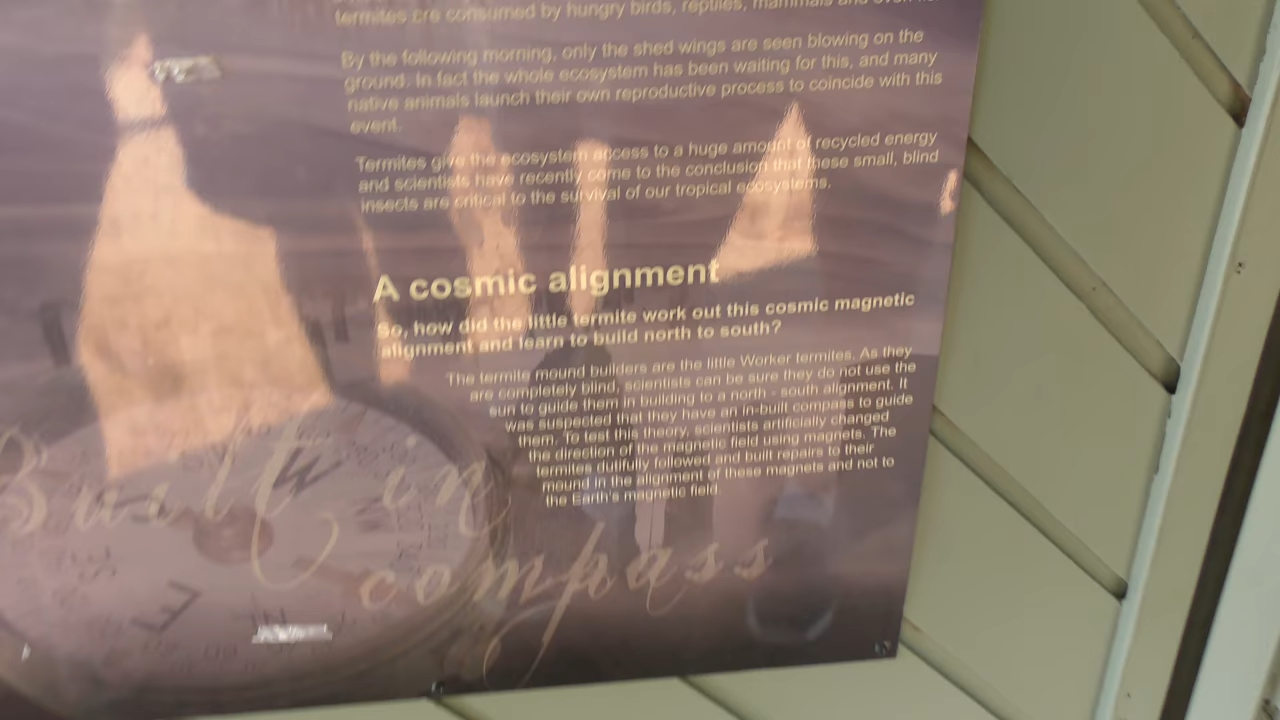 termites are consumed by hungry birds, reptiles, mammals and even
By the following morning, only the shed wings are seen blowing on the
ground. In fact the whole ecosystem has been waiting for this, and many
native animals launch their own reproductive process to coincide with this
event.
Termites give the ecosystem access to a huge amount of recycled energy
and scientists have recently come to the conclusion that these small, blind
insects are critical to the survival of our tropical ecosystems.
A cosmic alignment
So, how did the little termite work out this cosmic magnetic
alignment and learn to build north to south?
The termite mound builders are the little Worker termites. As they
are completely blind, scientists can be sure they do not use the
sun to guide them in building to a north - south alignment. It
was suspected that they have an in-built compass to guide
them. To test this theory, scientists artificially changed
the direction of the magnetic field using magnets. The
termites dutifully followed and built repairs to their
mound in the alignment of these magnets and not to
the Earth's magnetic field.
Built in
compass
W
E